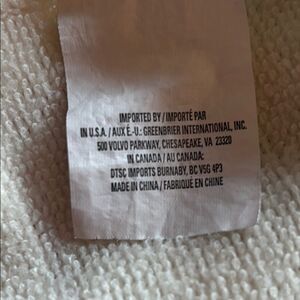 IMPORTED BY / IMPORTÉ PAR
IN U.S.A. / AUX É.-U.: GREENBRIER INTERNATIONAL, INC.
500 VOLVO PARKWAY, CHESAPEAKE, VA 23320
IN CANADA / AU CANADA:
DTSC IMPORTS BURNABY, BC V5G 4P3
MADE IN CHINA / FABRIQUÉ EN CHINE